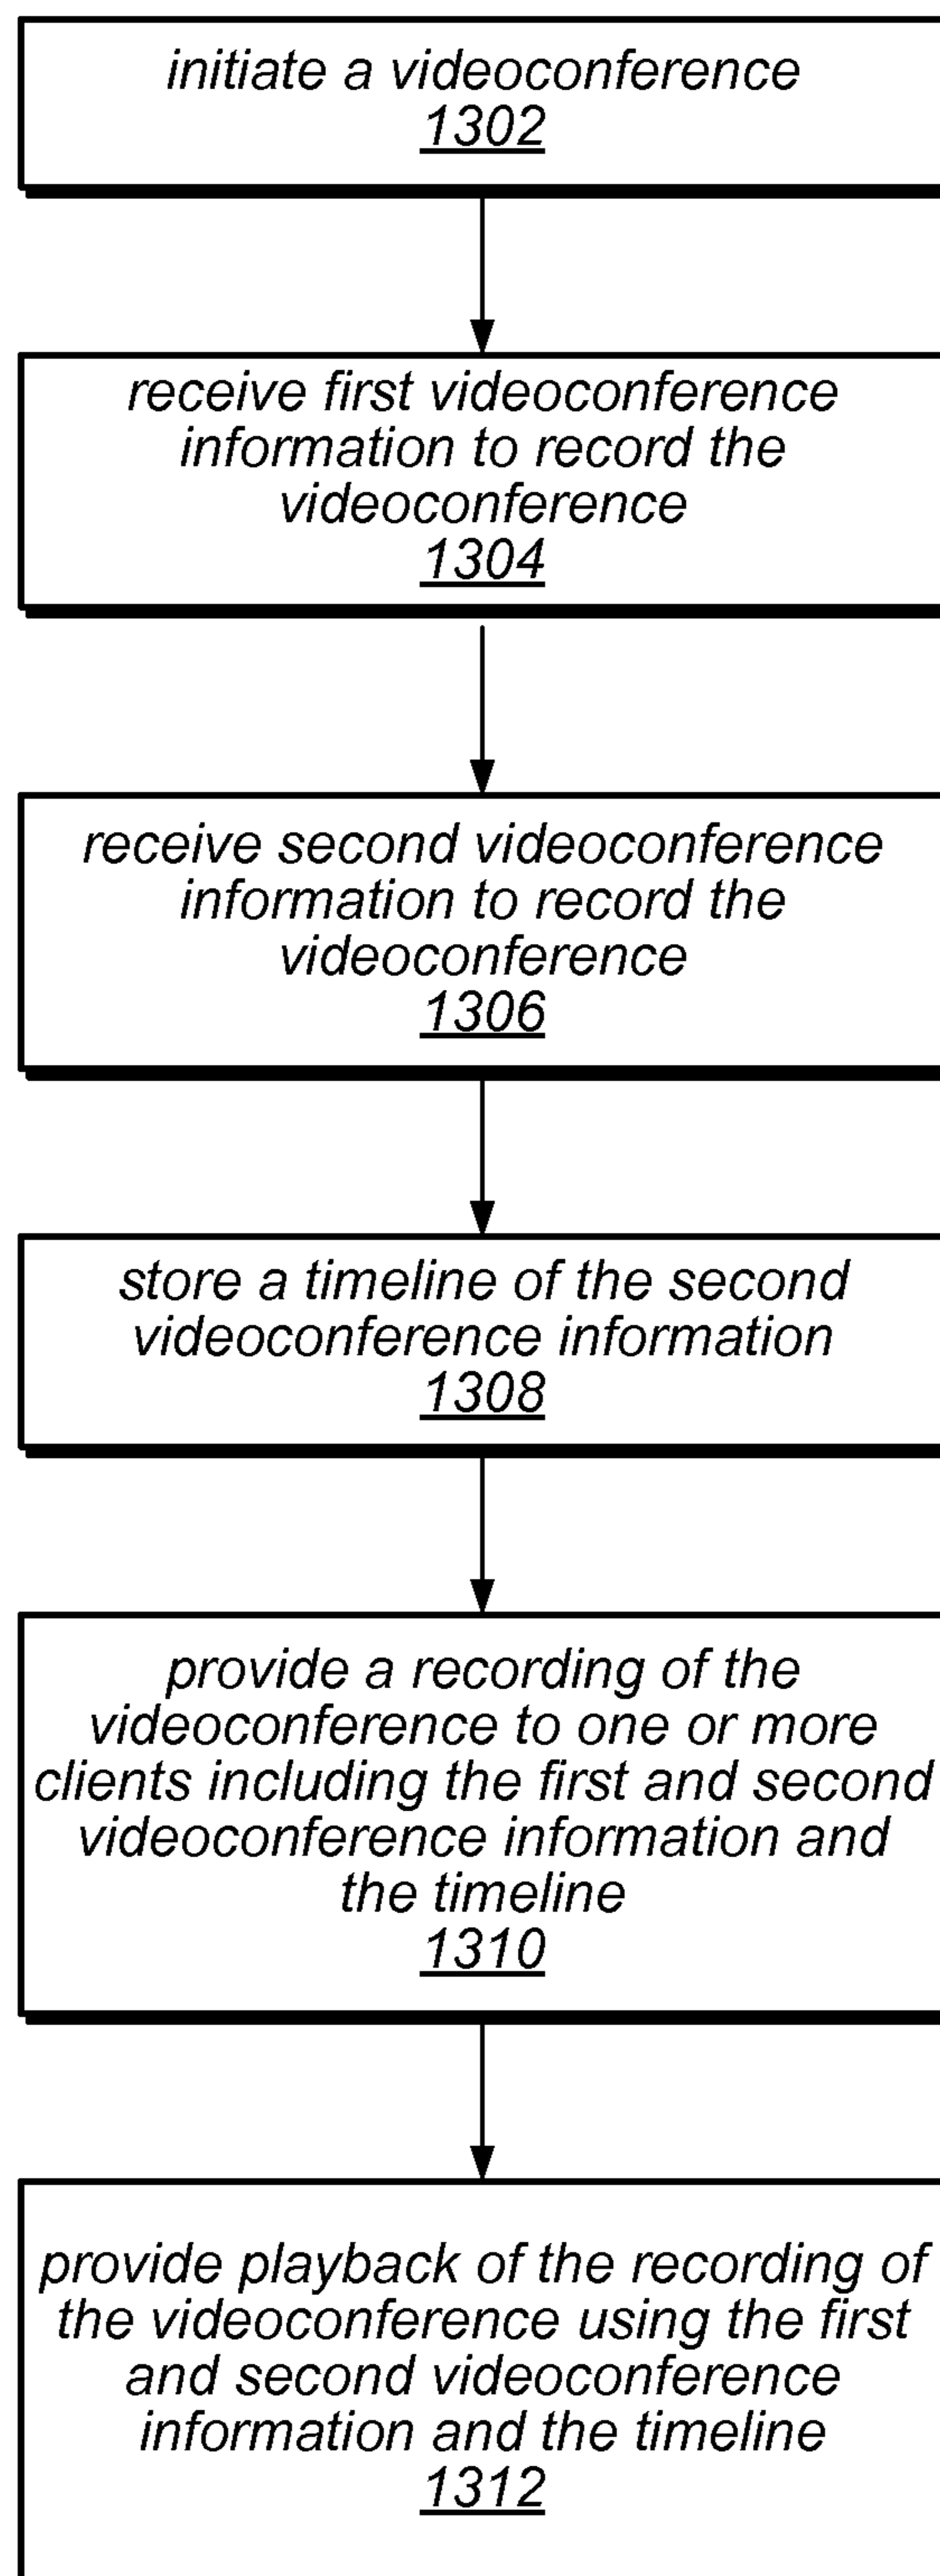 initiate a videoconference
1302
receive first videoconference
information to record the
videoconference
1304
receive second videoconference
information to record the
videoconference
1306
store a timeline of the second
videoconference information
1308
provide a recording of the
videoconference to one or more
clients including the first and second
videoconference information and
the timeline
1310
provide playback of the recording of
the videoconference using the first
and second videoconference
information and the timeline
1312